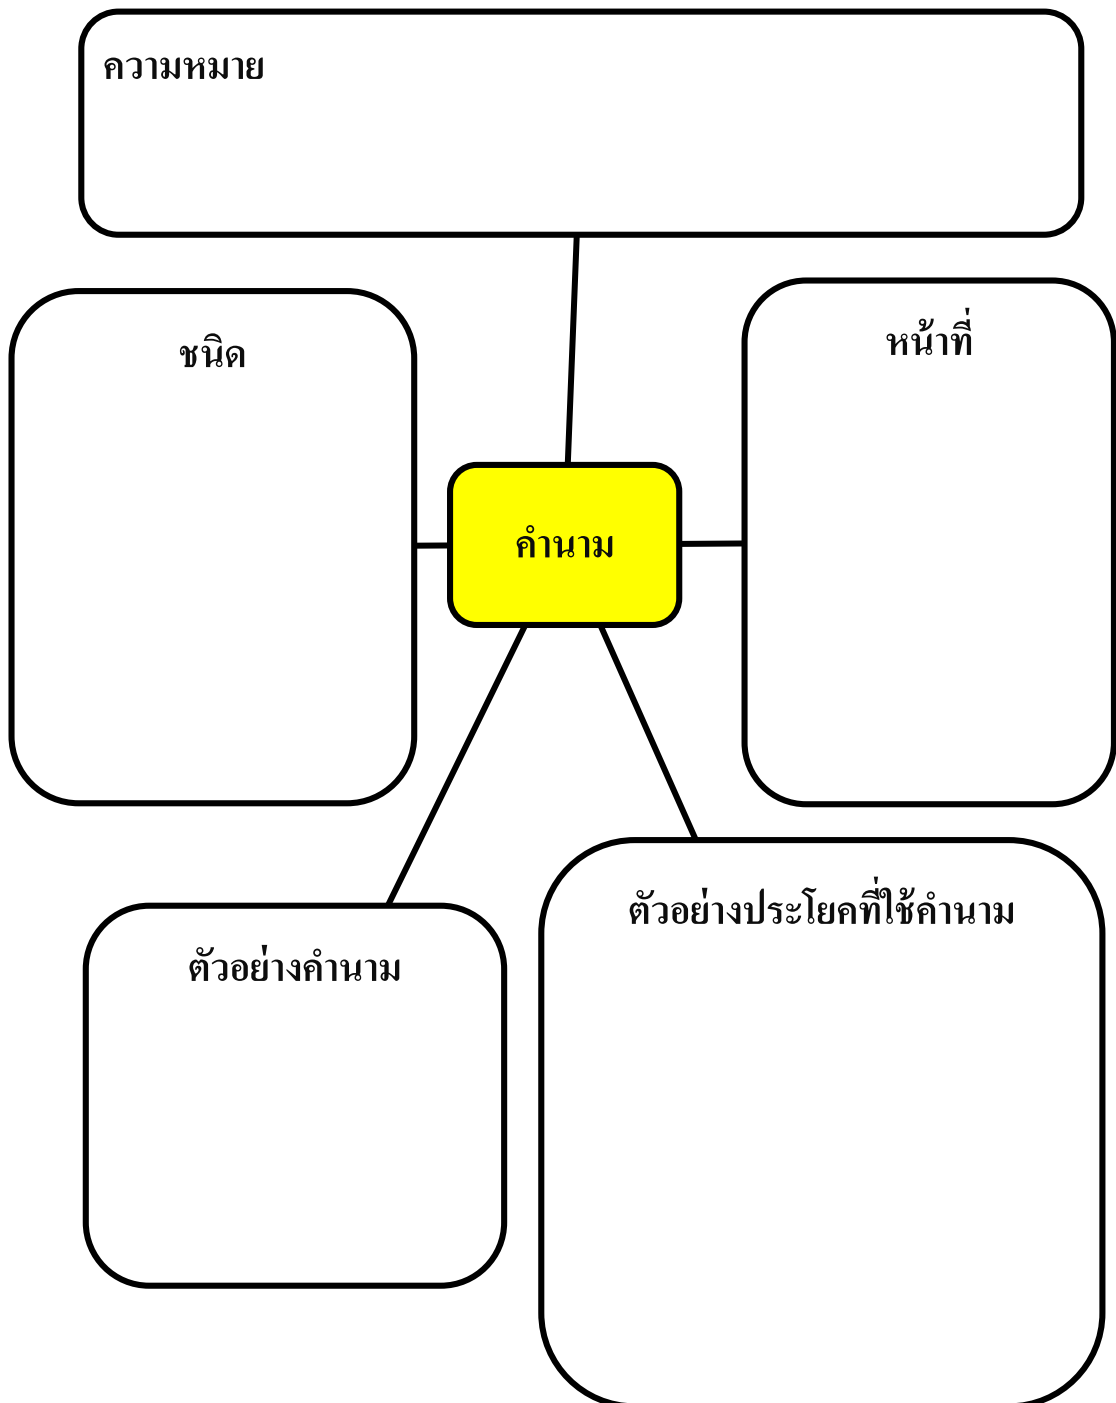 ความหมาย
ชนิด
หน้าที่
คำนาม
ตัวอย่างคำนาม
ตัวอย่างประโยคที่ใช้คำนาม